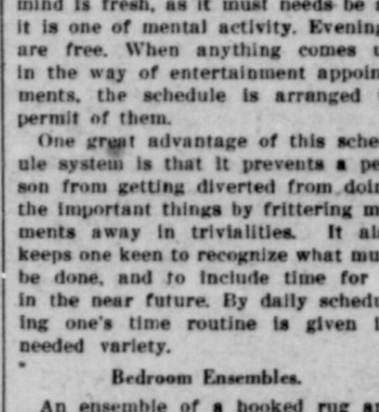 mind is fresh, as it must needs be
it is one of mental activity. Evening
are free. When anything comes u
in the way of entertainment appoin
ments, the schedule is arranged
permit of them.
One great advantage of this sche
ule system is that it prevents a pe
son from getting diverted from doin
the important things by frittering m
ments away in trivialities. It al
keeps one keen to recognize what mu
be done, and to include time for
in the near future. By daily schedu
ing one's time routine is given i
needed variety.
Bedroom Ensembles.
An ensemble of a hooked rug an